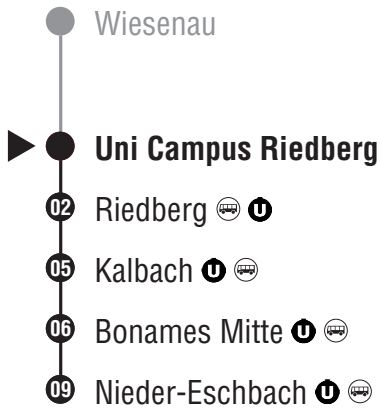 Wiesenau
Uni Campus Riedberg
02 Riedberg U
05 Kalbach U
06 Bonames Mitte U
09 Nieder-Eschbach U